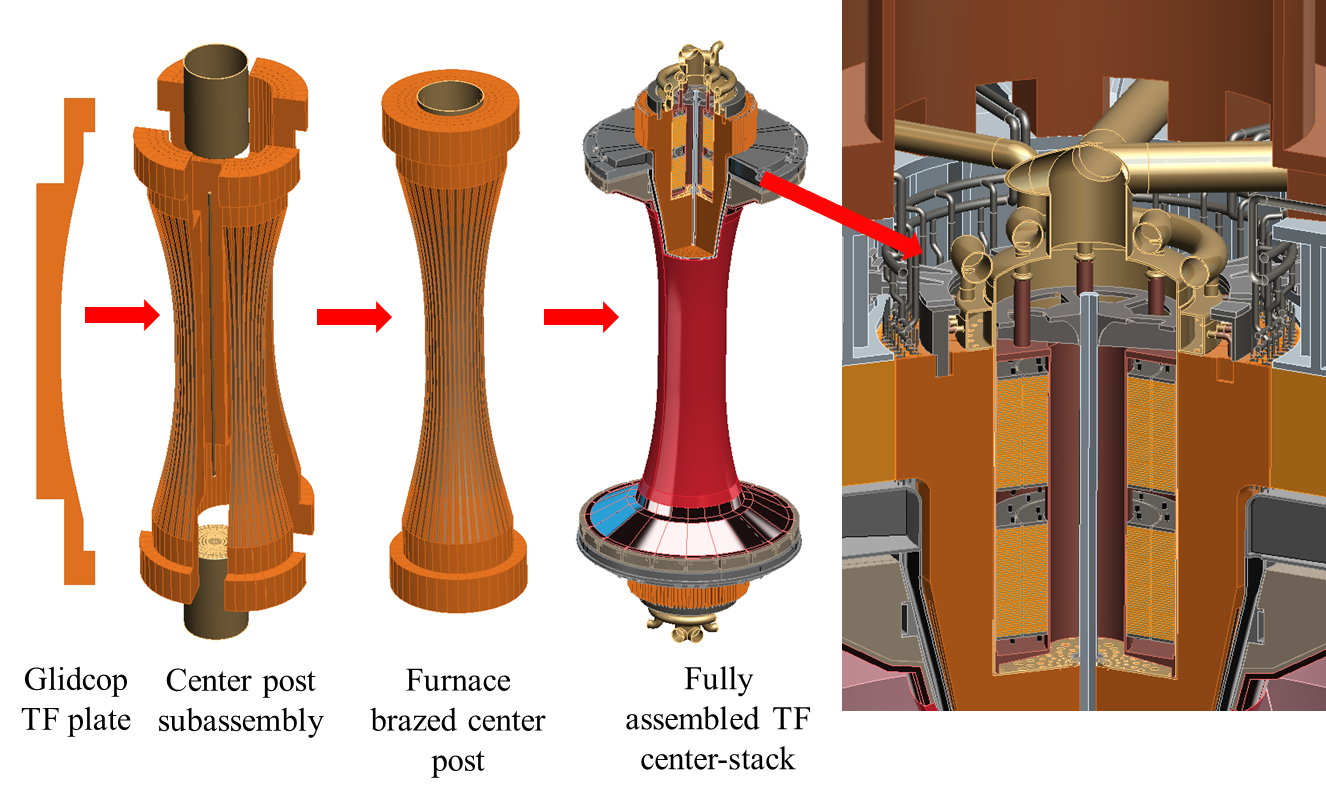 Glidcop
TF plate
Center post
subassembly
Furnace
brazed center
post
Fully
assembled TF
center-stack